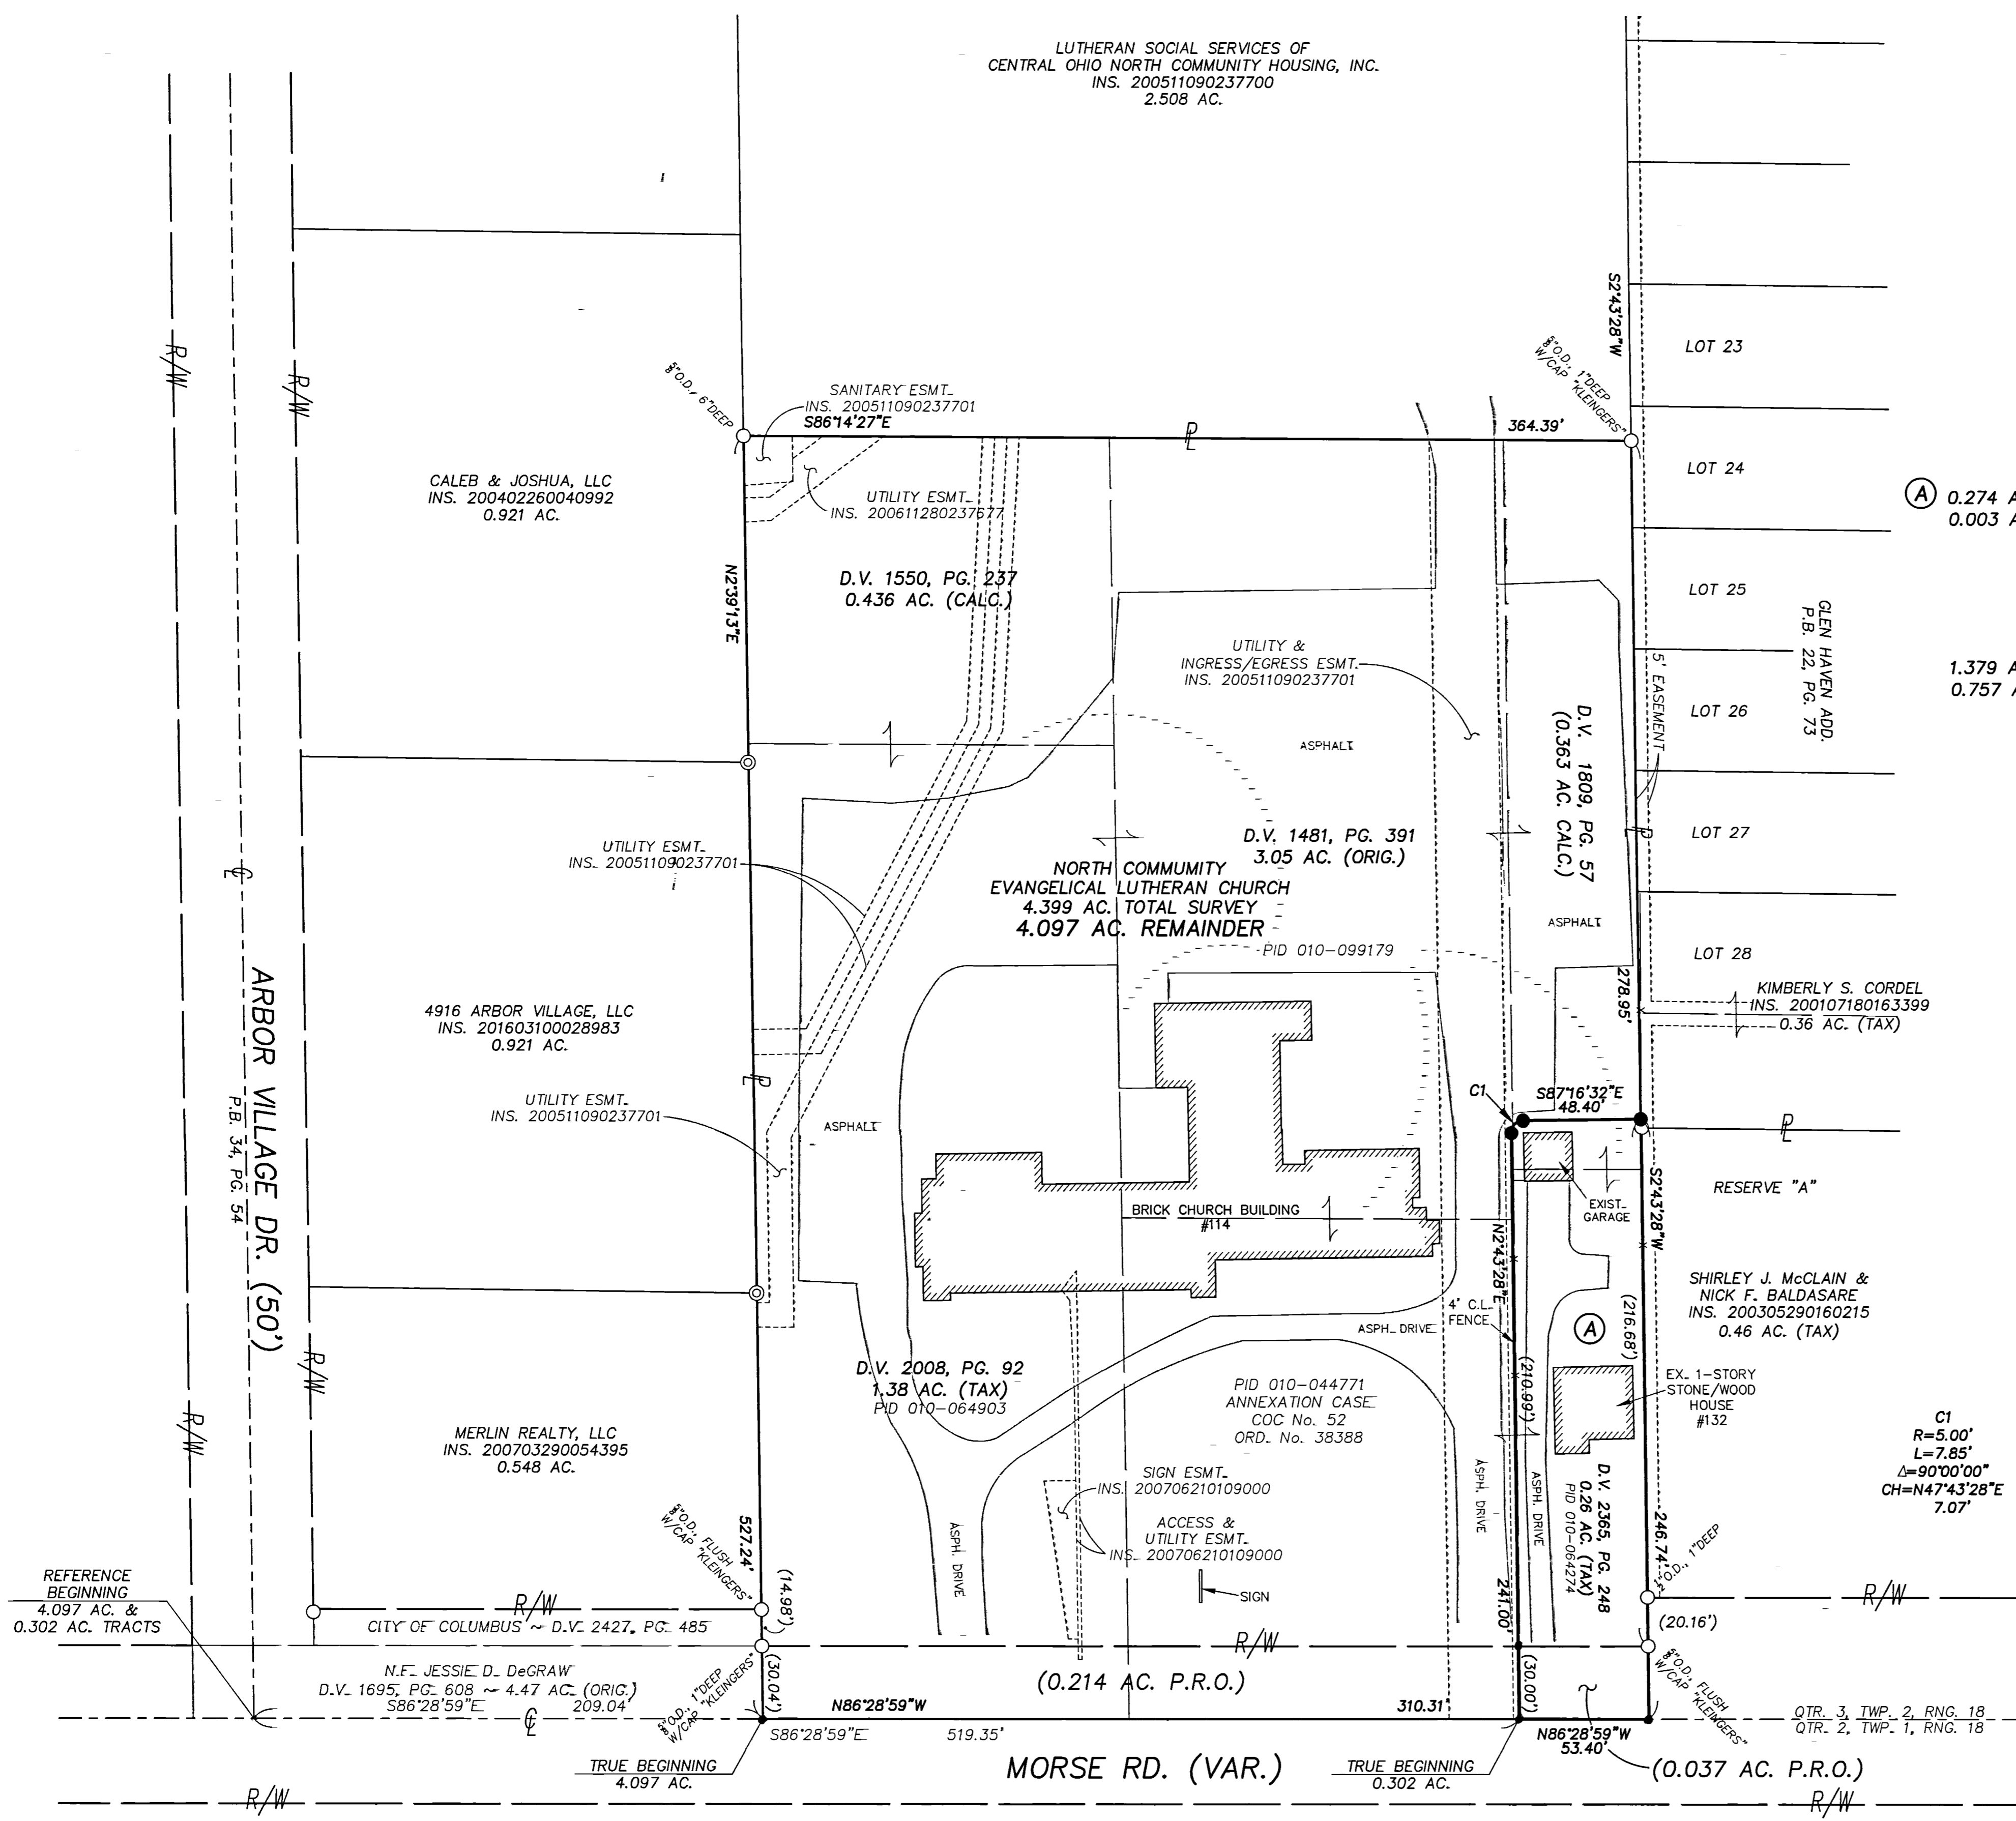 LUTHERAN SOCIAL SERVICES OF
CENTRAL OHIO NORTH COMMUNITY HOUSING, INC.
INS. 200511090237700
2.508 AC.
R/W
R/W
S2°43'28"W
5/8"O.D., 1"DEEP
W/CAP "KLEINGERS"
LOT 23
5/8"O.D., 6"DEEP
SANITARY ESMT.
INS. 200511090237701
S86°14'27"E
PL
364.39'
LOT 24
CALEB & JOSHUA, LLC
INS. 200402260040992
0.921 AC.
UTILITY ESMT.
INS. 200611280237677
A
0.274 A
0.003 A
N2°39'13"E
D.V. 1550, PG. 237
0.436 AC. (CALC.)
LOT 25
GLEN HAVEN ADD.
P.B. 22, PG. 73
UTILITY &
INGRESS/EGRESS ESMT.
INS. 200511090237701
5' EASEMENT
1.379 A
0.757 A
LOT 26
D.V. 1809, PG. 57
(0.363 AC. CALC.)
ASPHALT
PL
LOT 27
UTILITY ESMT.
INS. 200511090237701
CL
D.V. 1481, PG. 391
3.05 AC. (ORIG.)
NORTH COMMUMITY
EVANGELICAL LUTHERAN CHURCH
4.399 AC. TOTAL SURVEY
4.097 AC. REMAINDER
PID 010-099179
ASPHALT
LOT 28
278.95'
KIMBERLY S. CORDEL
INS. 200107180163399
0.36 AC. (TAX)
ARBOR VILLAGE DR. (50')
P.B. 34, PG. 54
4916 ARBOR VILLAGE, LLC
INS. 201603100028983
0.921 AC.
PL
UTILITY ESMT.
INS. 200511090237701
ASPHALT
C1
S87°16'32"E
48.40'
PL
RESERVE "A"
EXIST.
GARAGE
S2°43'28"W
BRICK CHURCH BUILDING
#114
N2°43'28"E
SHIRLEY J. McCLAIN &
NICK F. BALDASARE
INS. 200305290160215
0.46 AC. (TAX)
4' C.L.
FENCE
ASPH. DRIVE
A
(216.68')
(210.99')
R/W
D.V. 2008, PG. 92
1.38 AC. (TAX)
PID 010-064903
PID 010-044771
ANNEXATION CASE
COC No. 52
ORD. No. 38388
EX. 1-STORY
STONE/WOOD
HOUSE
#132
R/W
MERLIN REALTY, LLC
INS. 200703290054395
0.548 AC.
C1
R=5.00'
L=7.85'
Δ=90°00'00"
CH=N47°43'28"E
7.07'
SIGN ESMT.
INS. 200706210109000
ACCESS &
UTILITY ESMT.
INS. 200706210109000
ASPH. DRIVE
ASPH. DRIVE
ASPH. DRIVE
D.V. 2365, PG. 248
0.26 AC. (TAX)
PID 010-064274
527.24'
5/8"O.D., FLUSH
W/CAP "KLEINGERS"
246.74'
1/2"O.D., 1"DEEP
REFERENCE
BEGINNING
4.097 AC. &
0.302 AC. TRACTS
SIGN
241.00'
(14.98')
R/W
R/W
CITY OF COLUMBUS ~ D.V. 2427, PG. 485
R/W
(20.16')
N.F. JESSIE D. DeGRAW
D.V. 1695, PG. 608 ~ 4.47 AC. (ORIG.)
S86°28'59"E 209.04'
CL
5/8"O.D., 1"DEEP
W/CAP "KLEINGERS"
(30.04')
(0.214 AC. P.R.O.)
(30.00')
5/8"O.D., FLUSH
W/CAP "KLEINGERS"
N86°28'59"W 310.31'
S86°28'59"E 519.35'
N86°28'59"W
53.40'
QTR. 3, TWP. 2, RNG. 18
QTR. 2, TWP. 1, RNG. 18
TRUE BEGINNING
4.097 AC.
MORSE RD. (VAR.)
TRUE BEGINNING
0.302 AC.
(0.037 AC. P.R.O.)
R/W
R/W